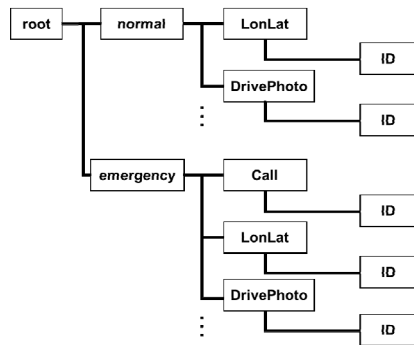 root
normal
LonLat
ID
DrivePhoto
ID
emergency
Call
ID
LonLat
ID
DrivePhoto
ID